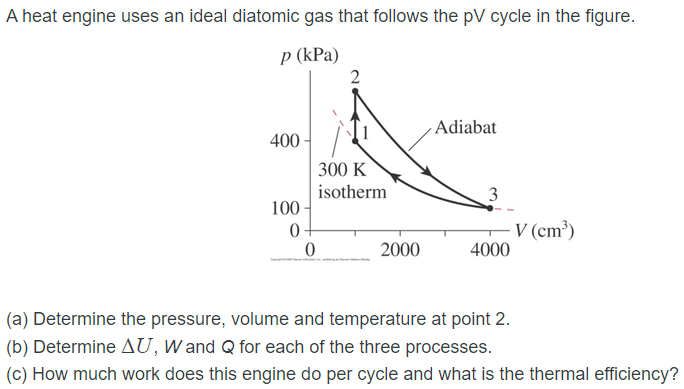 A heat engine uses an ideal diatomic gas that follows the pV cycle in the figure.
p (kPa)
2
Adiabat
400
1
300 K
isotherm
3
100
0
V (cm³)
0
2000
4000
(a) Determine the pressure, volume and temperature at point 2.
(b) Determine ΔU, W and Q for each of the three processes.
(c) How much work does this engine do per cycle and what is the thermal efficiency?